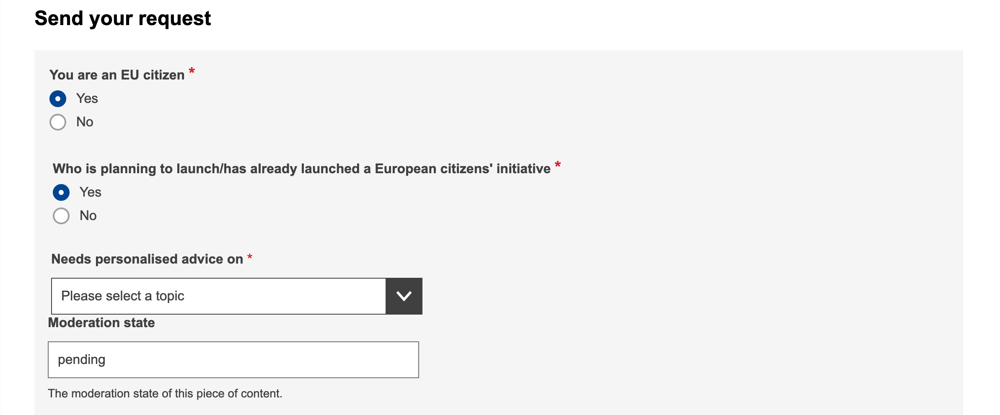 Send your request
You are an EU citizen *
Yes
No
Who is planning to launch/has already launched a European citizens' initiative *
Yes
No
Needs personalised advice on *
Please select a topic
Moderation state
pending
The moderation state of this piece of content.